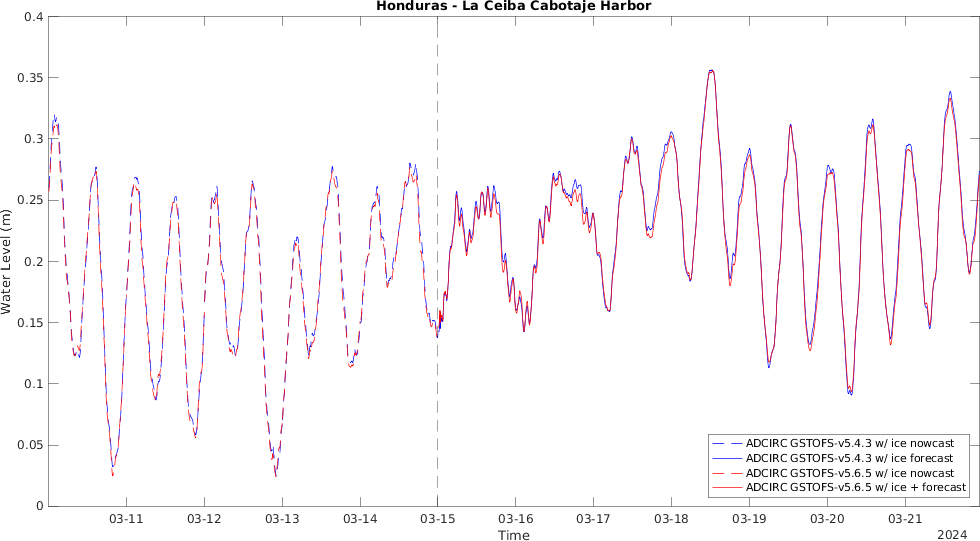 Honduras - La Ceiba Cabotaje Harbor
0.4
0.35
0.3
0.25
0.2
0.15
0.1
0.05
0
Water Level (m)
03-11 03-12 03-13 03-14 03-15 03-16 03-17 03-18 03-19 03-20 03-21
Time
2024
ADCIRC GSTOFS-v5.4.3 w/ ice nowcast
ADCIRC GSTOFS-v5.4.3 w/ ice forecast
ADCIRC GSTOFS-v5.6.5 w/ ice nowcast
ADCIRC GSTOFS-v5.6.5 w/ ice + forecast